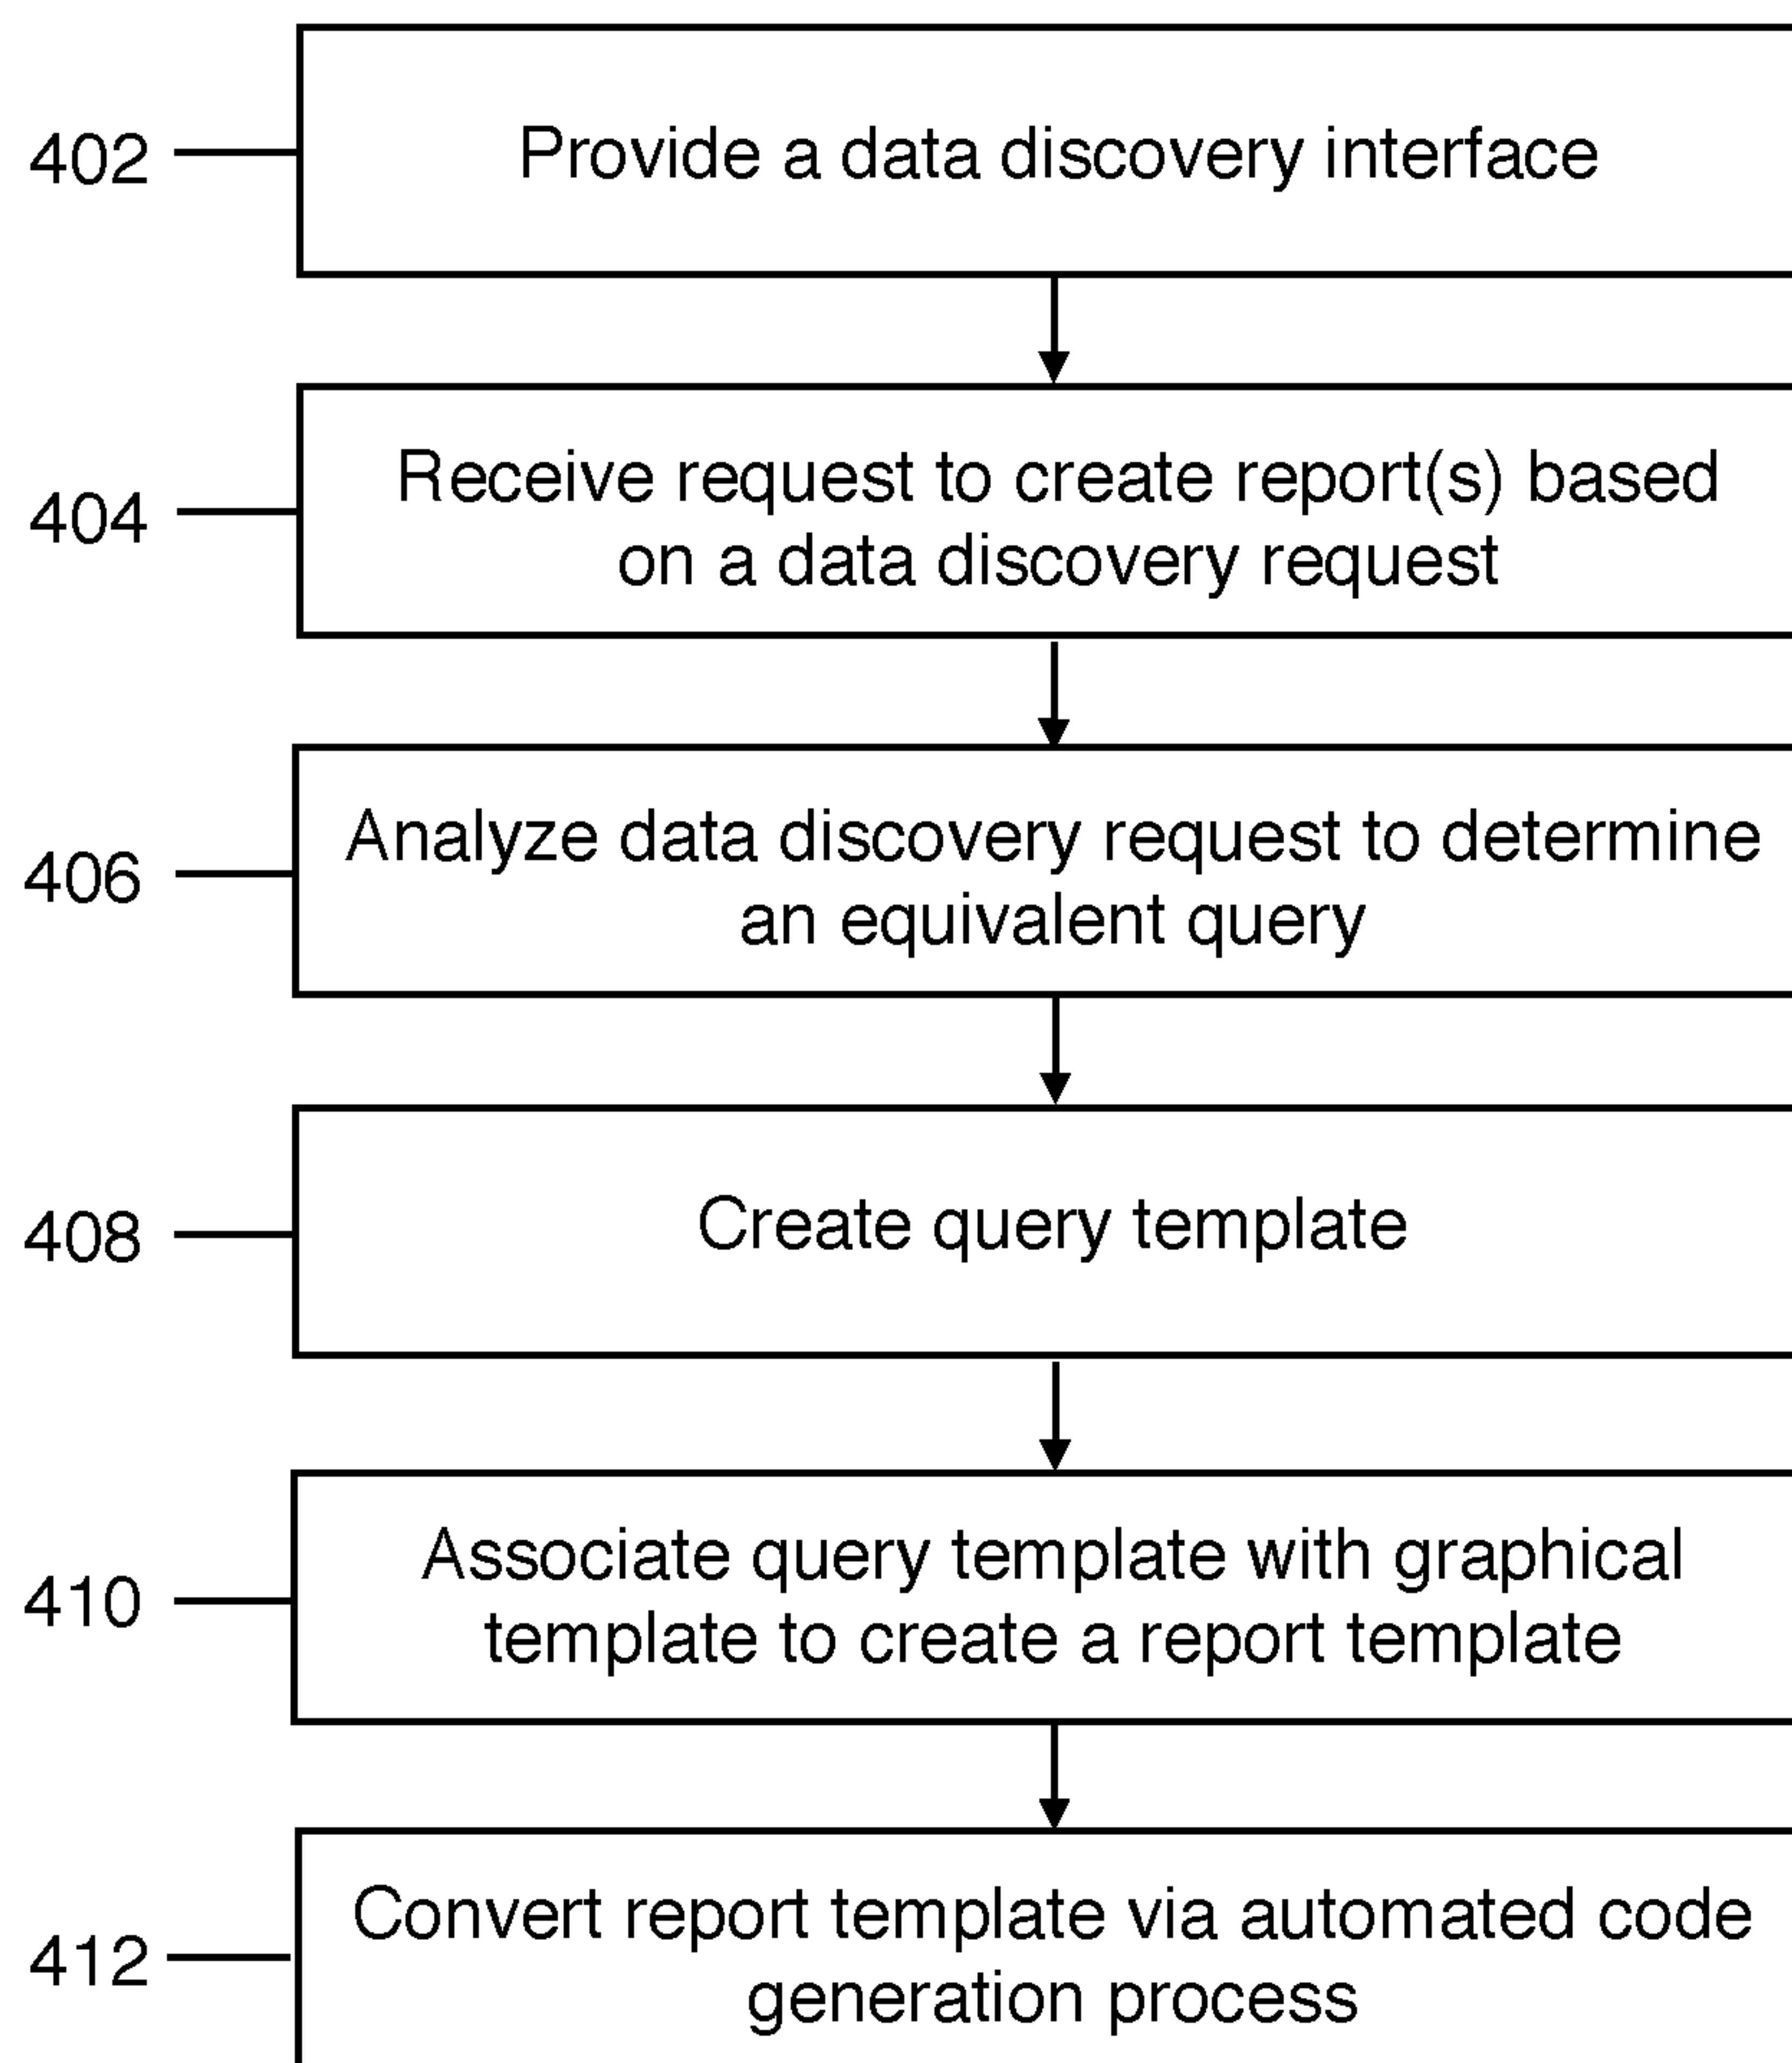 402
Provide a data discovery interface
404
Receive request to create report(s) based
on a data discovery request
406
Analyze data discovery request to determine
an equivalent query
408
Create query template
410
Associate query template with graphical
template to create a report template
412
Convert report template via automated code
generation process